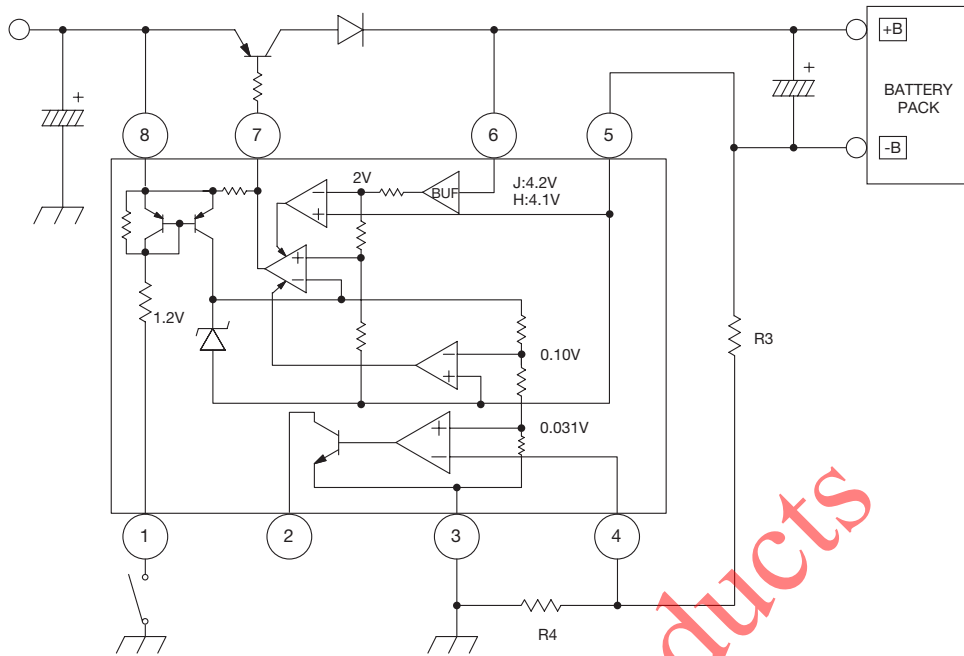 +
+B
+
BATTERY
PACK
-B
8
7
6
5
2V
BUF
J:4.2V
H:4.1V
−
+
+
−
1.2V
−
+
0.10V
R3
+
−
0.031V
1
2
3
4
R4
ducts